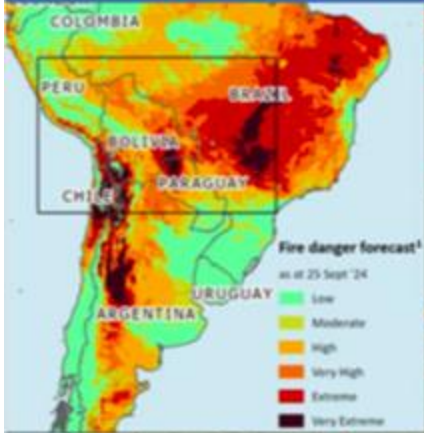 COLOMBIA
PERU
BRAZIL
BOLIVIA
PARAGUAY
CHILE
Fire danger forecast¹
as at 25 Sept '24
URUGUAY
Low
ARGENTINA
Moderate
High
Very High
Extreme
Very Extreme